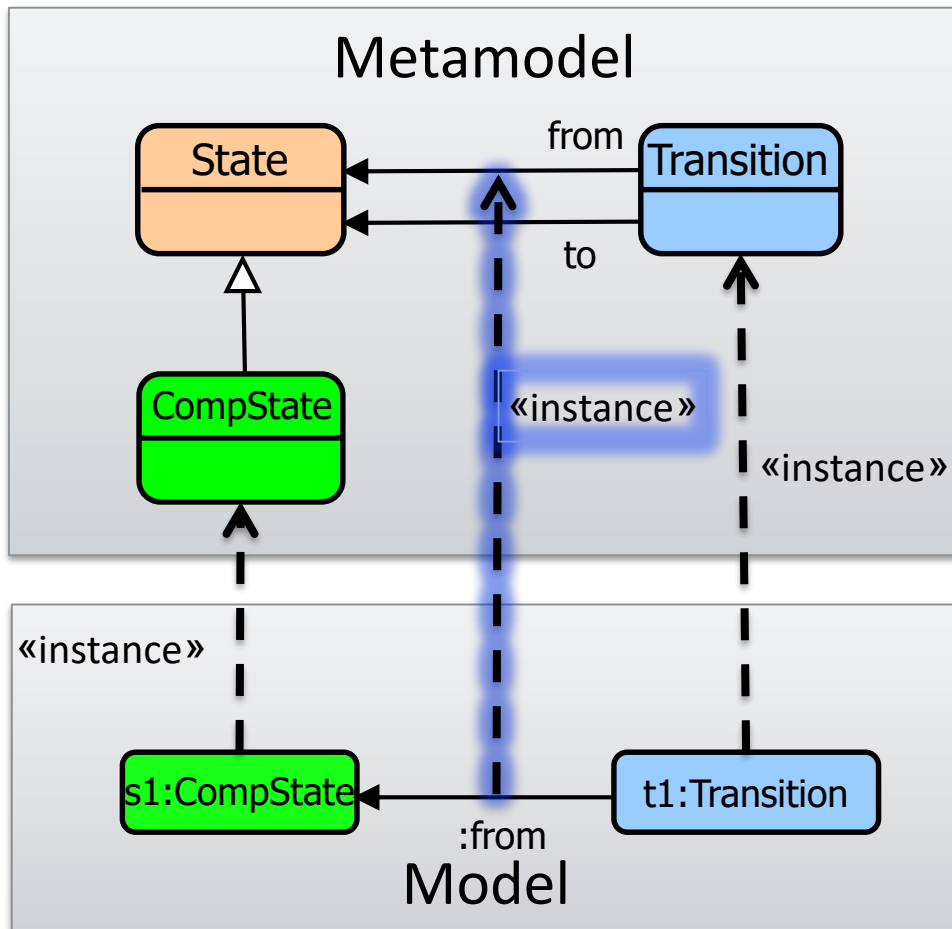 Metamodel
State
from
Transition
to
CompState
«instance»
«instance»
«instance»
s1:CompState
t1:Transition
:from
Model